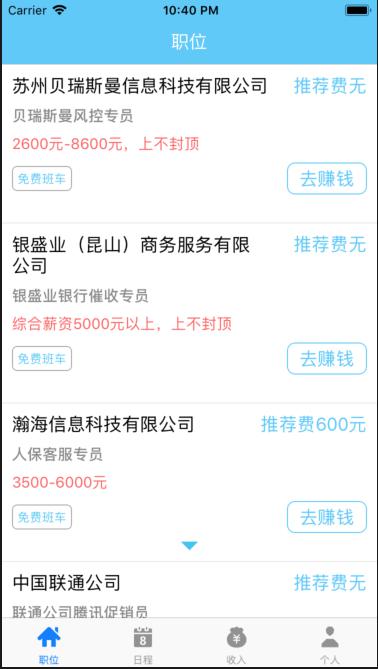 Carrier 10:40 PM
职位
苏州贝瑞斯曼信息科技有限公司 推荐费无
贝瑞斯曼风控专员
2600元-8600元，上不封顶
免费班车 去赚钱
银盛业（昆山）商务服务有限 推荐费无
公司
银盛业银行催收专员
综合薪资5000元以上，上不封顶
免费班车 去赚钱
瀚海信息科技有限公司 推荐费600元
人保客服专员
3500-6000元
免费班车 去赚钱
中国联通公司 推荐费无
联通公司腾讯促销员
8 ¥
职位 日程 收入 个人